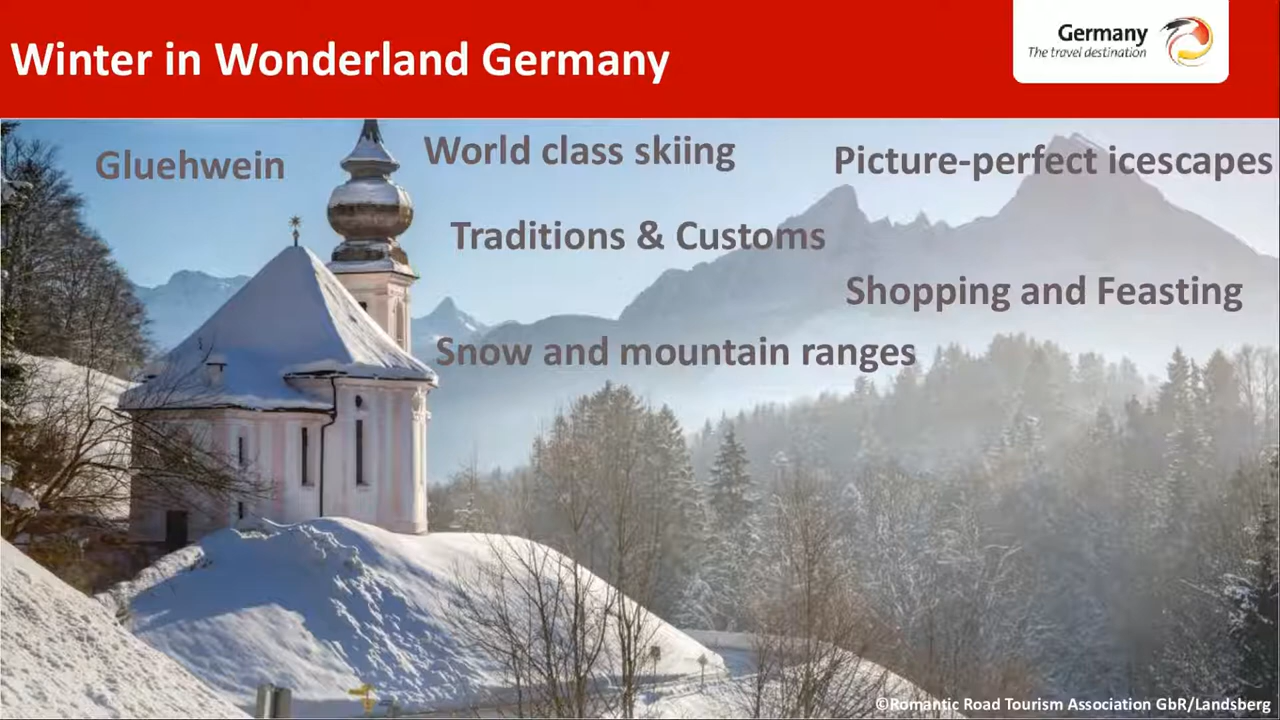 Winter in Wonderland Germany
Germany
The travel destination
Gluehwein
World class skiing
Picture-perfect icescapes
Traditions & Customs
Shopping and Feasting
Snow and mountain ranges
©Romantic Road Tourism Association GbR/Landsberg